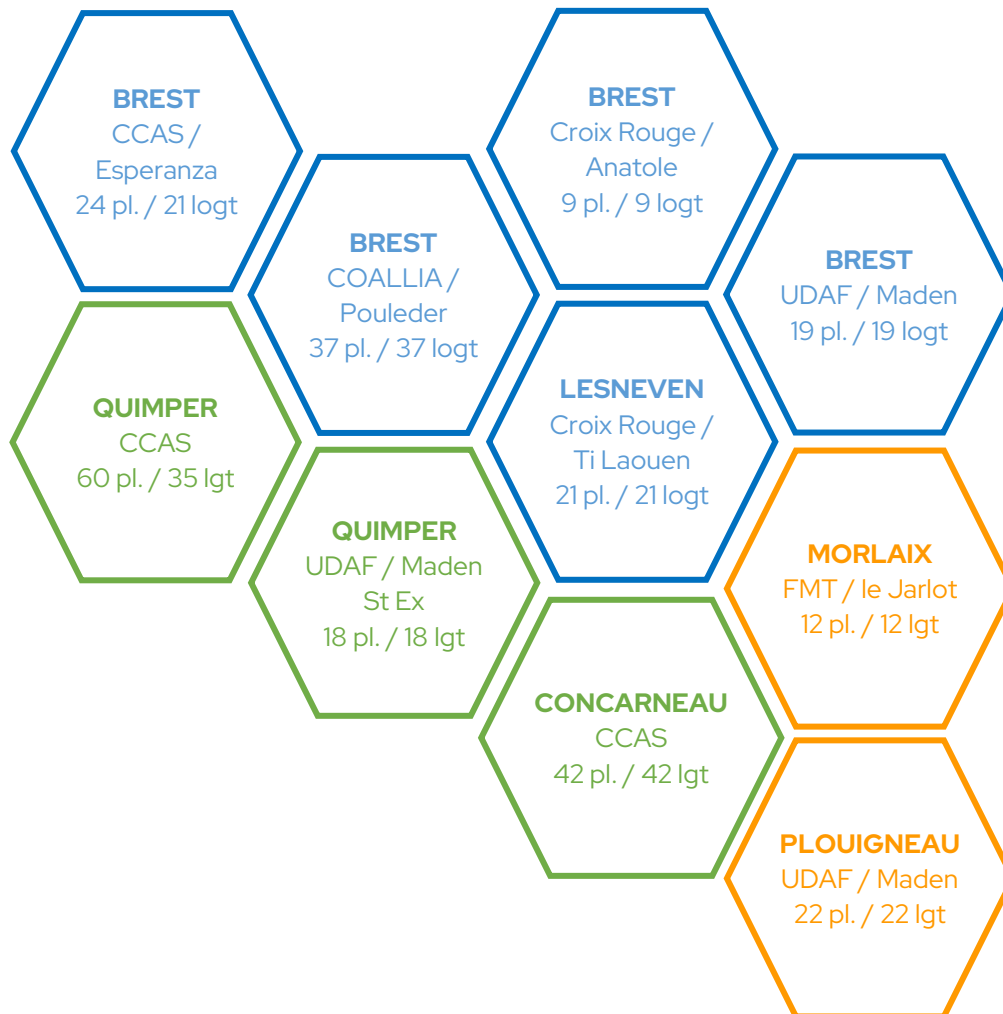 BREST
CCAS /
Esperanza
24 pl. / 21 logt
BREST
Croix Rouge /
Anatole
9 pl. / 9 logt
BREST
COALLIA /
Pouleder
37 pl. / 37 logt
BREST
UDAF / Maden
19 pl. / 19 logt
QUIMPER
CCAS
60 pl. / 35 lgt
LESNEVEN
Croix Rouge /
Ti Laouen
21 pl. / 21 logt
QUIMPER
UDAF / Maden
St Ex
18 pl. / 18 lgt
MORLAIX
FMT / le Jarlot
12 pl. / 12 lgt
CONCARNEAU
CCAS
42 pl. / 42 lgt
PLOUIGNEAU
UDAF / Maden
22 pl. / 22 lgt